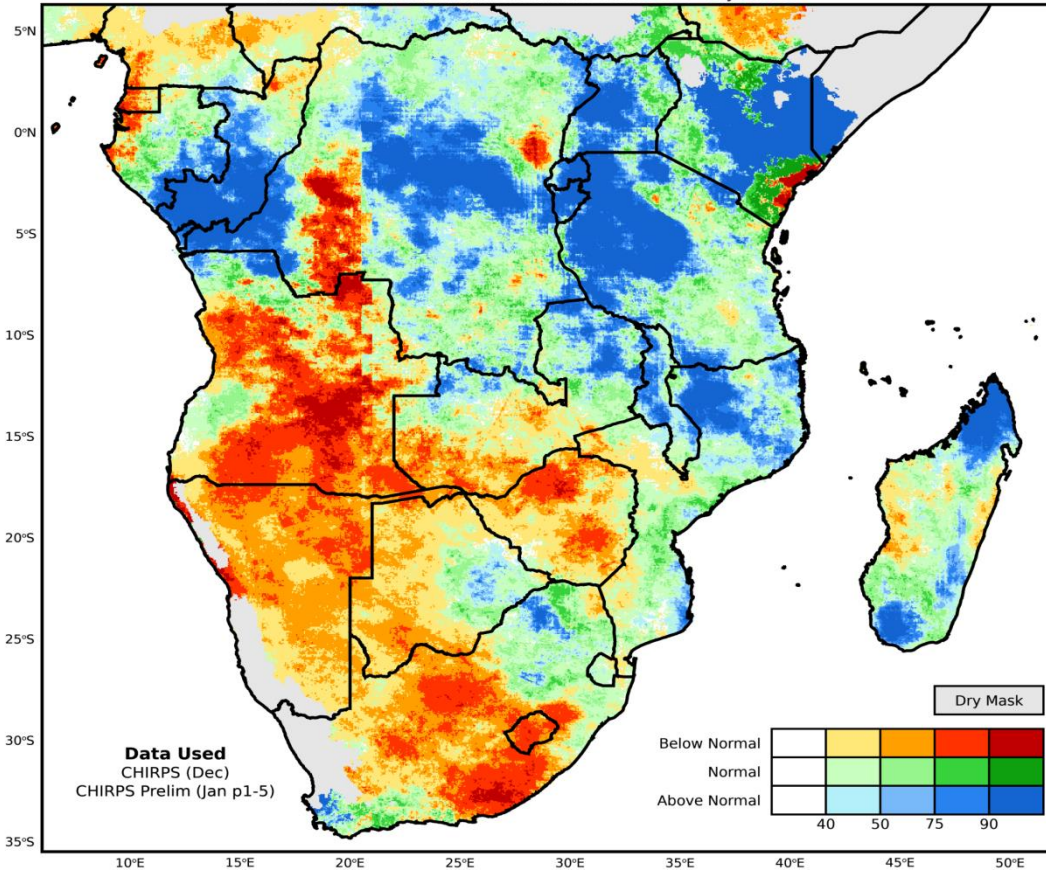 5°N
0°N
5°S
10°S
15°S
20°S
25°S
30°S
35°S
Dry Mask
Data Used
CHIRPS (Dec)
CHIRPS Prelim (Jan p1-5)
Below Normal
Normal
Above Normal
40 50 75 90
10°E 15°E 20°E 25°E 30°E 35°E 40°E 45°E 50°E